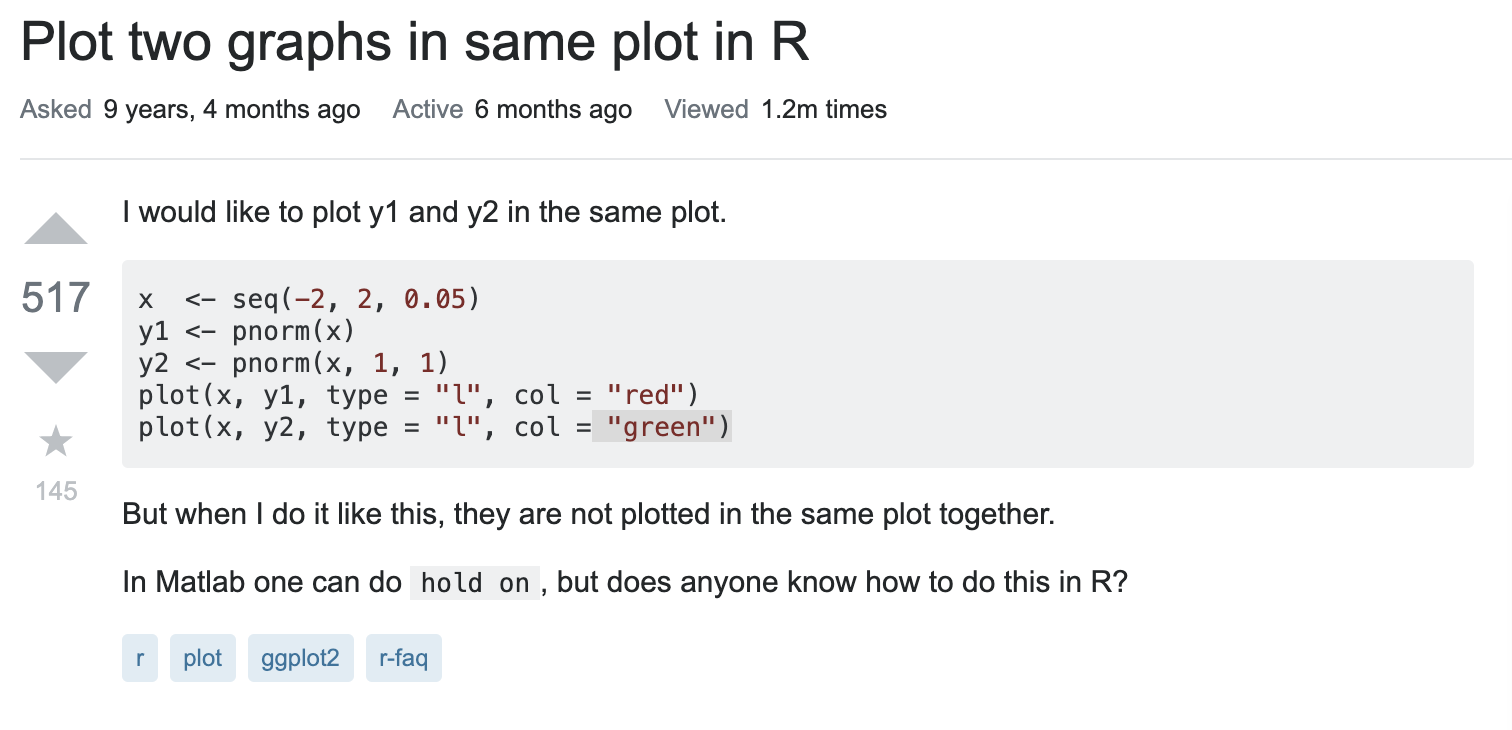 Plot two graphs in same plot in R
Asked 9 years, 4 months ago Active 6 months ago Viewed 1.2m times
I would like to plot y1 and y2 in the same plot.
517
x  <- seq(-2, 2, 0.05)
y1 <- pnorm(x)
y2 <- pnorm(x, 1, 1)
plot(x, y1, type = "l", col = "red")
plot(x, y2, type = "l", col = "green")
145
But when I do it like this, they are not plotted in the same plot together.
In Matlab one can do hold on, but does anyone know how to do this in R?
r plot ggplot2 r-faq